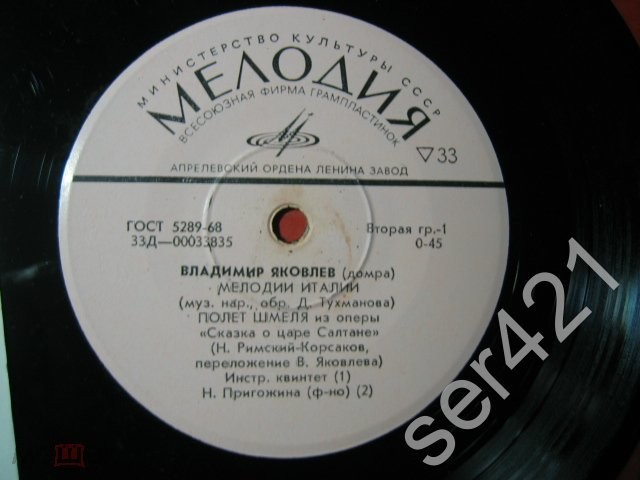 МИНИСТЕРСТВО КУЛЬТУРЫ СССР
МЕЛОДИЯ
ВСЕСОЮЗНАЯ ФИРМА ГРАМПЛАСТИНОК
▽33
АПРЕЛЕВСКИЙ ОРДЕНА ЛЕНИНА ЗАВОД
ГОСТ 5289-68
33Д—00033835
Вторая гр.-1
0-45
ВЛАДИМИР ЯКОВЛЕВ (домра)
МЕЛОДИИ ИТАЛИИ
(муз. нар., обр. Д. Тухманова)
ПОЛЕТ ШМЕЛЯ из оперы
«Сказка о царе Салтане»
(Н. Римский-Корсаков,
переложение В. Яковлева)
Инстр. квинтет (1)
Н. Пригожина (ф-но) (2)
ser421